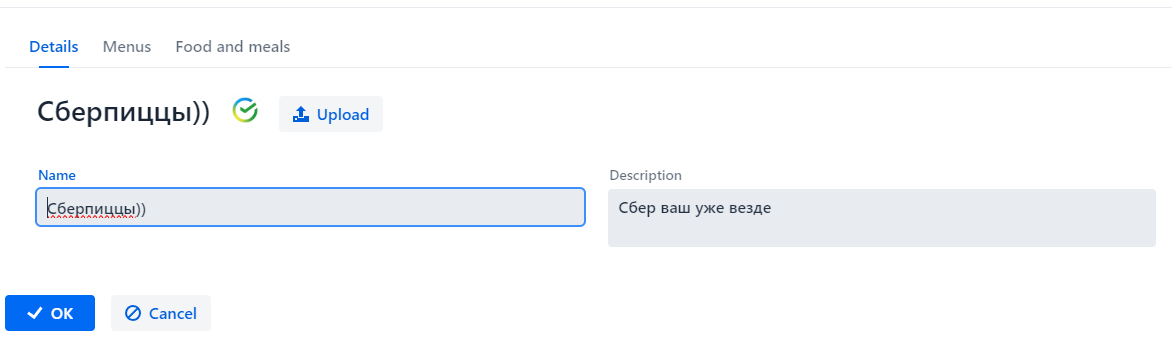 Details Menus Food and meals
Сберпиццы)) Upload
Name
Сберпиццы))
Description
Сбер ваш уже везде
OK Cancel